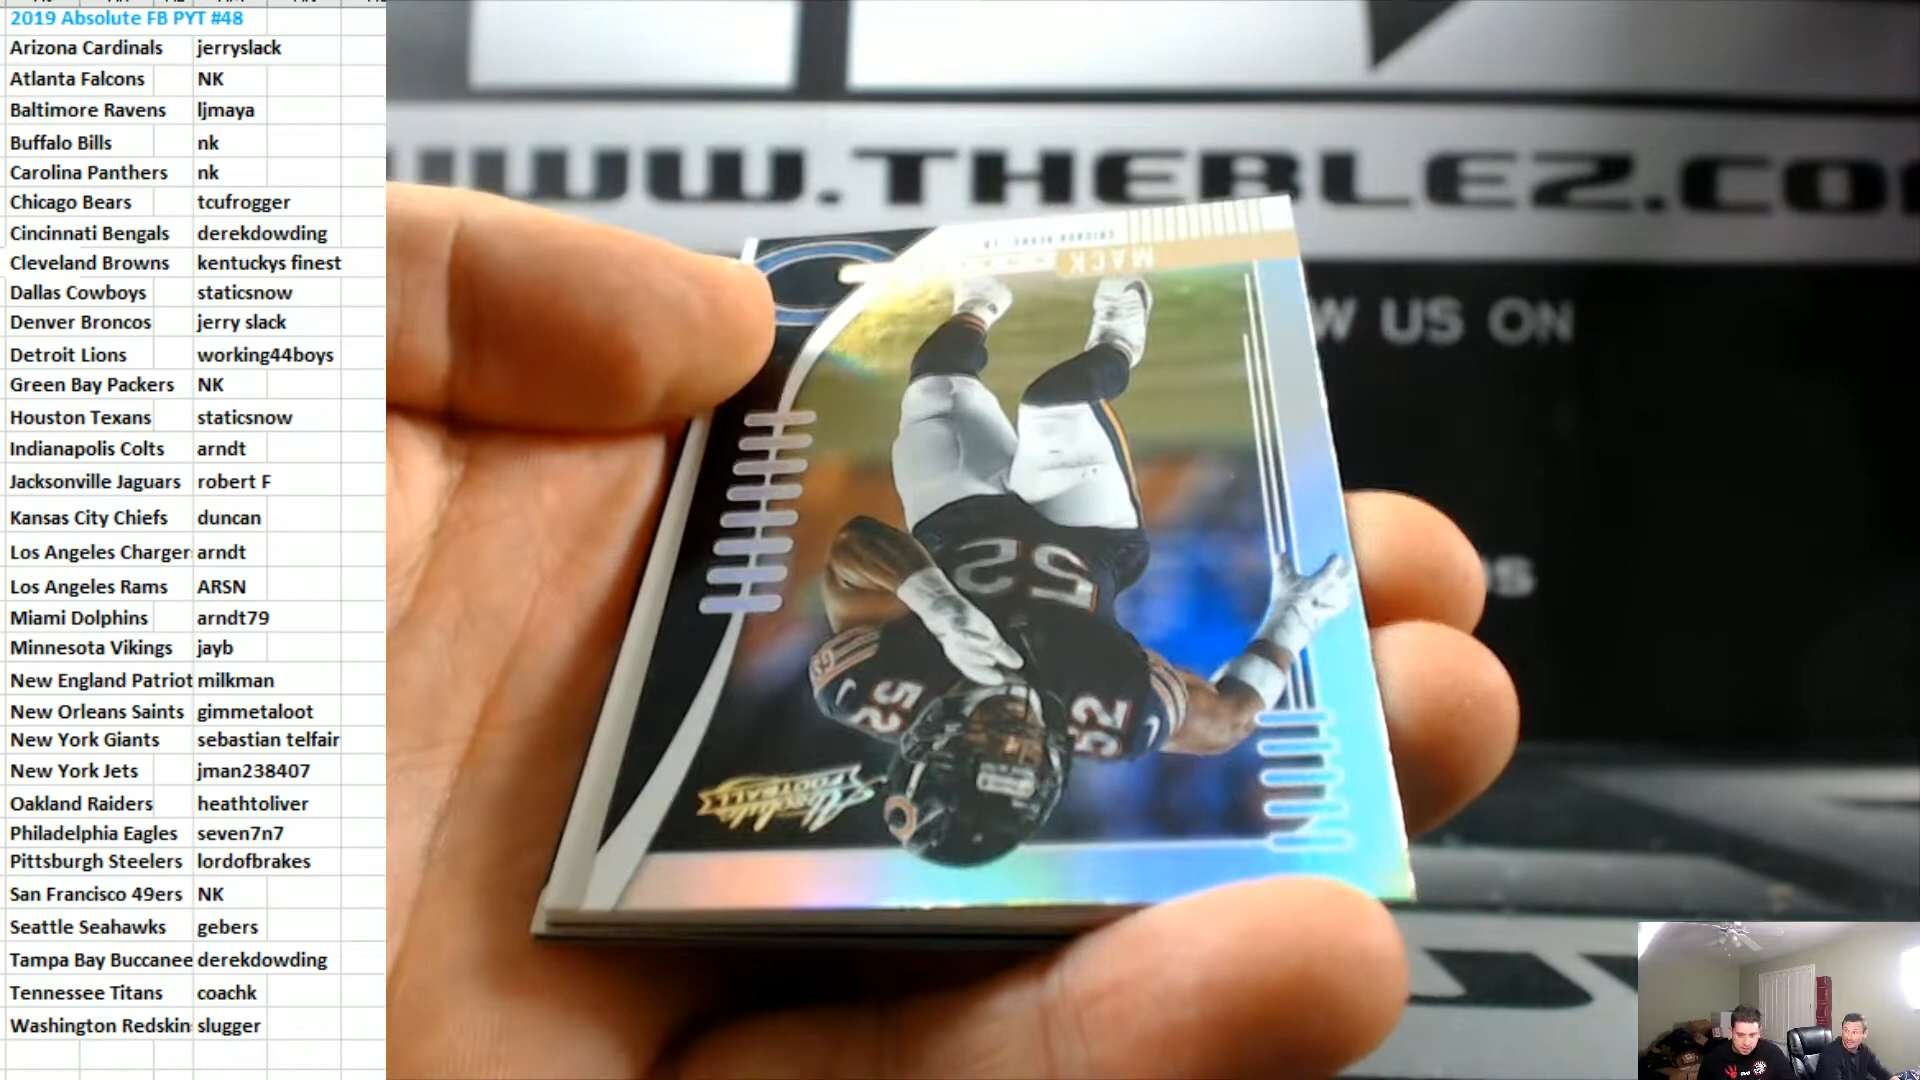 2019 Absolute FB PYT #48
Arizona Cardinals jerryslack
Atlanta Falcons NK
Baltimore Ravens ljmaya
Buffalo Bills nk
Carolina Panthers nk
Chicago Bears tcufrogger
Cincinnati Bengals derekdowding
Cleveland Browns kentuckys finest
Dallas Cowboys staticsnow
Denver Broncos jerry slack
Detroit Lions working44boys
Green Bay Packers NK
Houston Texans staticsnow
Indianapolis Colts arndt
Jacksonville Jaguars robert F
Kansas City Chiefs duncan
Los Angeles Charger arndt
Los Angeles Rams ARSN
Miami Dolphins arndt79
Minnesota Vikings jayb
New England Patriot milkman
New Orleans Saints gimmetaloot
New York Giants sebastian telfair
New York Jets jman238407
Oakland Raiders heathtoliver
Philadelphia Eagles seven7n7
Pittsburgh Steelers lordofbrakes
San Francisco 49ers NK
Seattle Seahawks gebers
Tampa Bay Buccanee derekdowding
Tennessee Titans coachk
Washington Redskin slugger
WWW.THEBLEZ.CO
W US ON
MACK
CHICAGO BEARS
52
52
52
Absolute
FOOTBALL